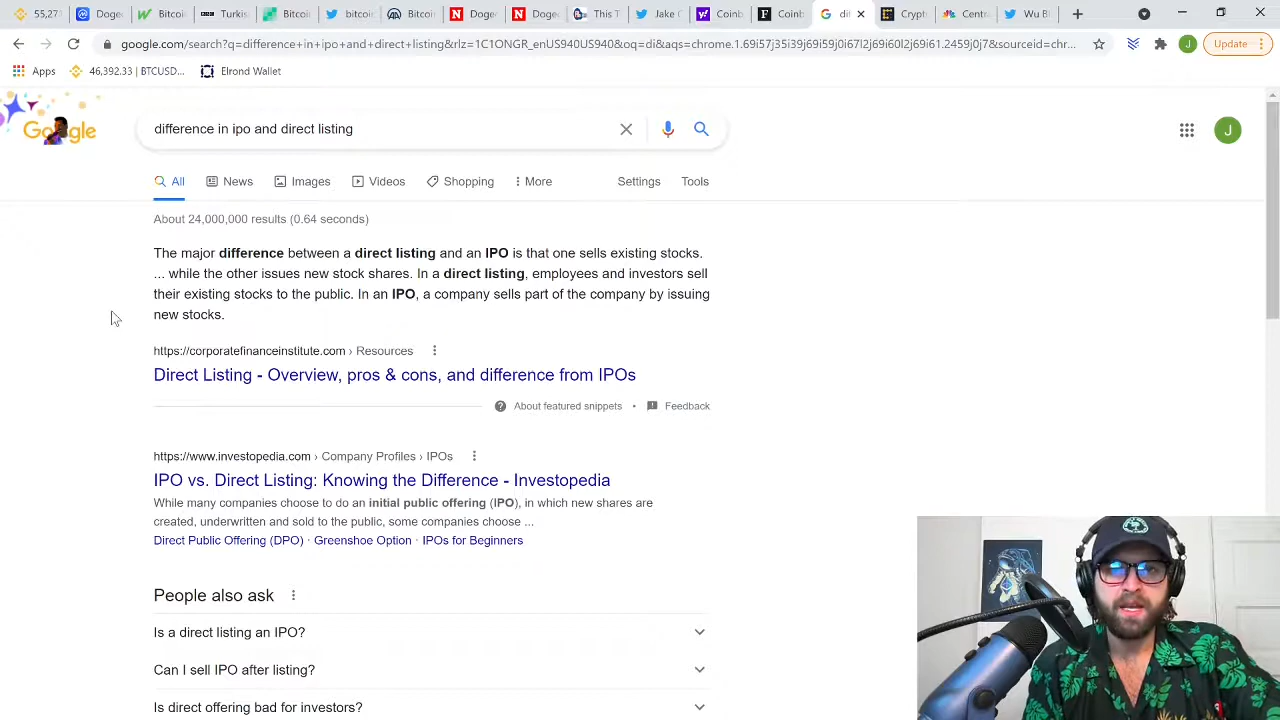 55,273
Doge
Bitcoi
Turkis
Bitcoi
bitcoi
Bitcoi
Doge
Doge
This T
Jake
Coinb
Coinb
di
Crypt
Centr
Wu B
google.com/search?q=difference+in+ipo+and+direct+listing&rlz=1C1ONGR_enUS940US940&oq=di&aqs=chrome.1.69i57j35i39j69i59j0i67l2j69i60l2j69i61.2459j0j7&sourceid=chr...
J
Update
Apps
46,392.33 | BTCUSD...
Elrond Wallet
Google
difference in ipo and direct listing
J
All
News
Images
Videos
Shopping
More
Settings
Tools
About 24,000,000 results (0.64 seconds)
The major difference between a direct listing and an IPO is that one sells existing stocks.
... while the other issues new stock shares. In a direct listing, employees and investors sell
their existing stocks to the public. In an IPO, a company sells part of the company by issuing
new stocks.
https://corporatefinanceinstitute.com › Resources
Direct Listing - Overview, pros & cons, and difference from IPOs
About featured snippets • Feedback
https://www.investopedia.com › Company Profiles › IPOs
IPO vs. Direct Listing: Knowing the Difference - Investopedia
While many companies choose to do an initial public offering (IPO), in which new shares are
created, underwritten and sold to the public, some companies choose ...
Direct Public Offering (DPO) · Greenshoe Option · IPOs for Beginners
People also ask
Is a direct listing an IPO?
Can I sell IPO after listing?
Is direct offering bad for investors?